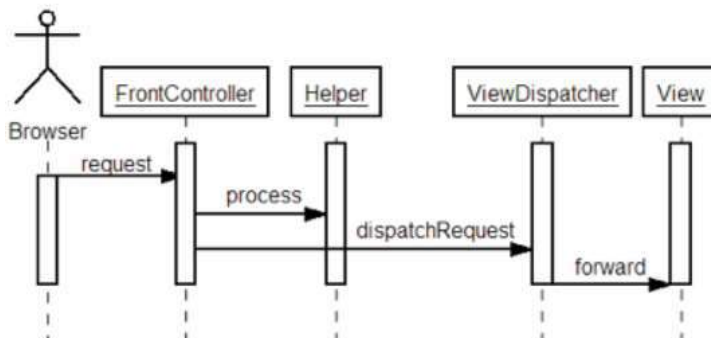 FrontController
Helper
ViewDispatcher
View
Browser
request
process
dispatchRequest
forward